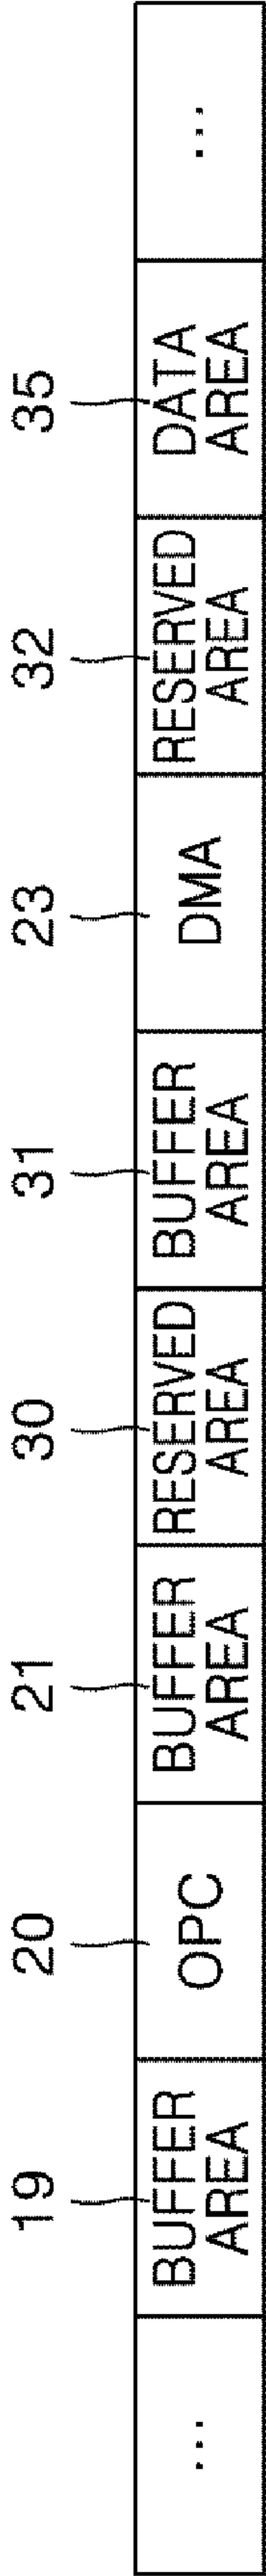 19 20 21 30 31 23 32 35
...
BUFFER
AREA
OPC
BUFFER
AREA
RESERVED
AREA
BUFFER
AREA
DMA
RESERVED
AREA
DATA
AREA
...